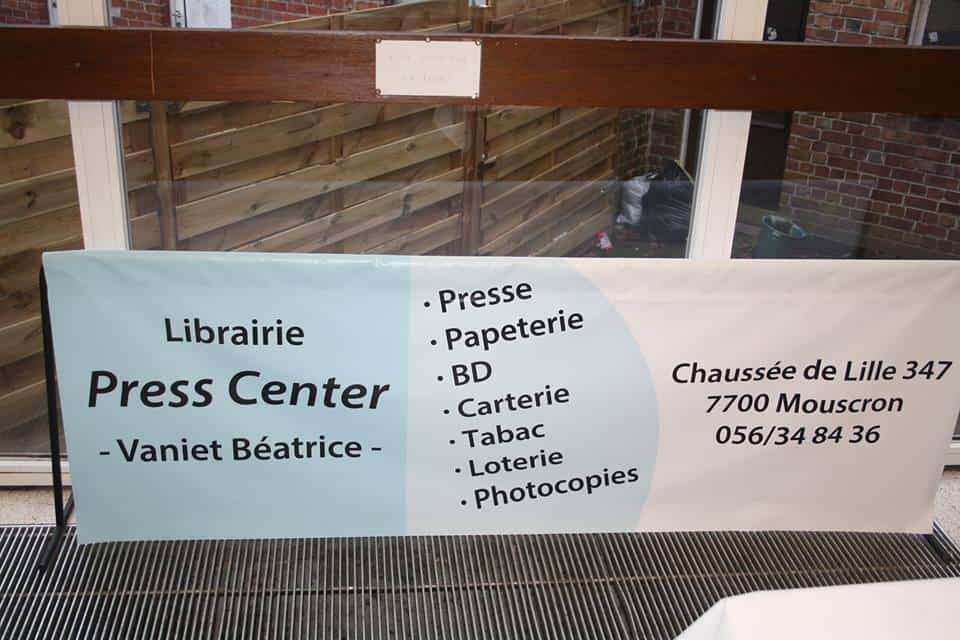 Librairie
Press Center
- Vaniet Béatrice -
· Presse
· Papeterie
· BD
· Carterie
· Tabac
· Loterie
· Photocopies
Chaussée de Lille 347
7700 Mouscron
056/34 84 36